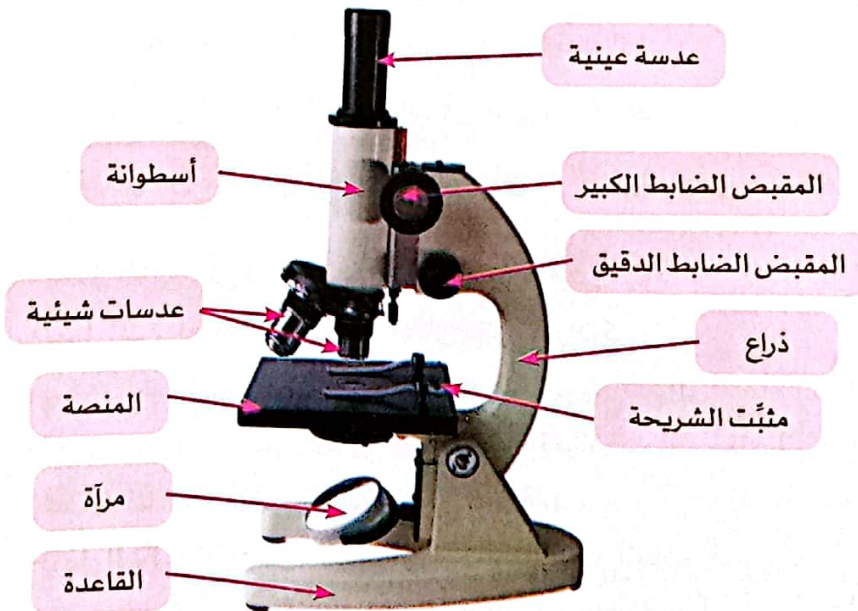 عدسة عينية
أسطوانة
المقبض الضابط الكبير
المقبض الضابط الدقيق
عدسات شيئية
ذراع
المنصة
مثبِّت الشريحة
مرآة
القاعدة